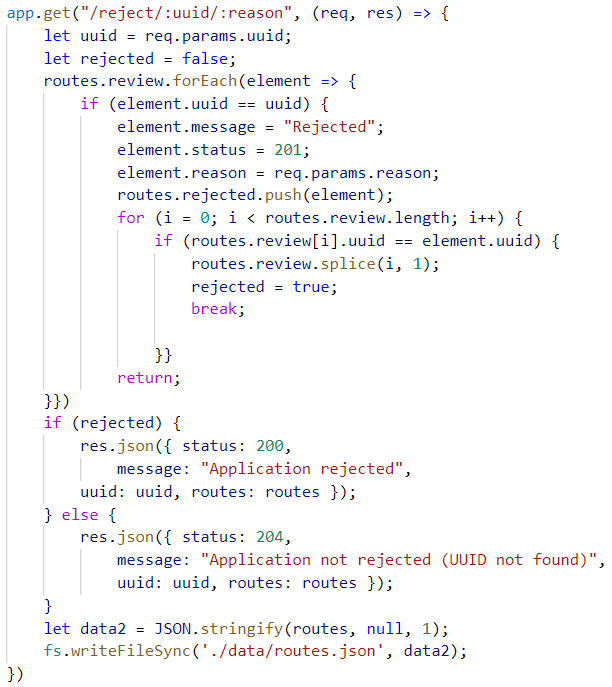 app.get("/reject/:uuid/:reason", (req, res) => {
    let uuid = req.params.uuid;
    let rejected = false;
    routes.review.forEach(element => {
        if (element.uuid == uuid) {
            element.message = "Rejected";
            element.status = 201;
            element.reason = req.params.reason;
            routes.rejected.push(element);
            for (i = 0; i < routes.review.length; i++) {
                if (routes.review[i].uuid == element.uuid) {
                    routes.review.splice(i, 1);
                    rejected = true;
                    break;
                }}
            return;
    }})
    if (rejected) {
        res.json({ status: 200,
            message: "Application rejected",
        uuid: uuid, routes: routes });
    } else {
        res.json({ status: 204,
            message: "Application not rejected (UUID not found)",
            uuid: uuid, routes: routes });
    }
    let data2 = JSON.stringify(routes, null, 1);
    fs.writeFileSync('./data/routes.json', data2);
})